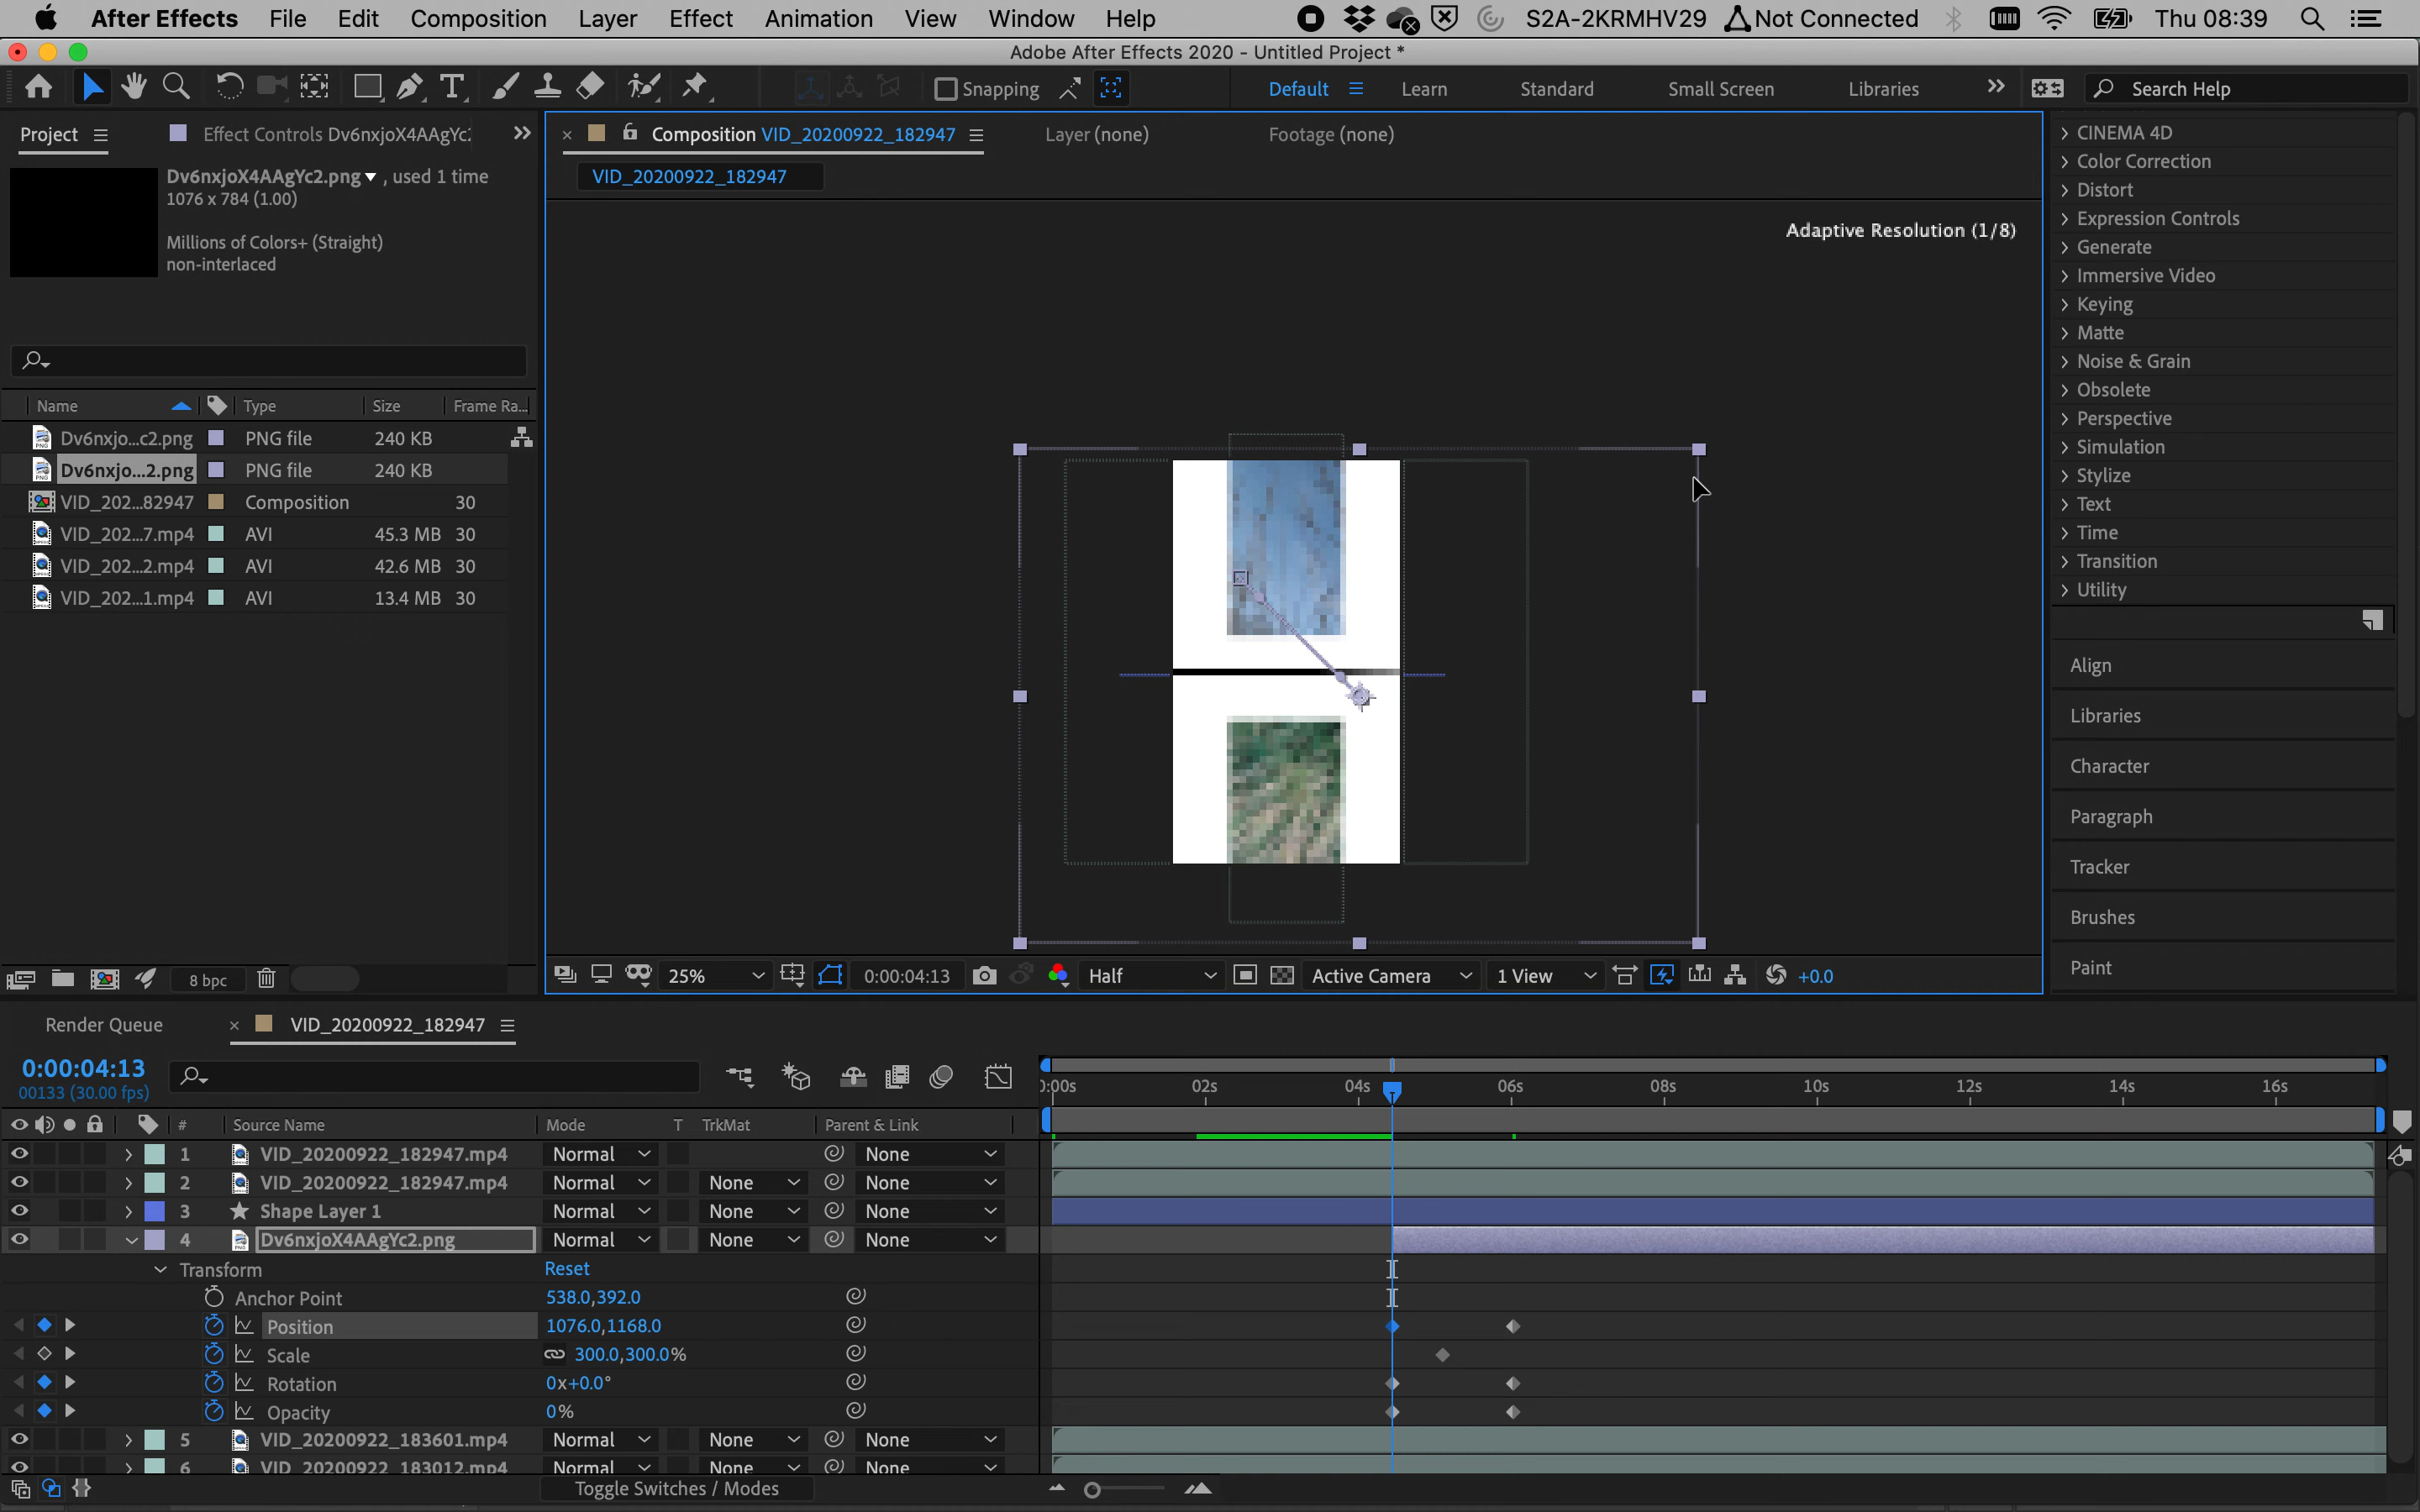 After Effects File Edit Composition Layer Effect Animation View Window Help S2A-2KRMHV29 Not Connected Thu 08:39
Adobe After Effects 2020 - Untitled Project *
Snapping Default Learn Standard Small Screen Libraries Search Help
Project Effect Controls Dv6nxjoX4AAgYc2
Composition VID_20200922_182947 Layer (none) Footage (none)
VID_20200922_182947
Dv6nxjoX4AAgYc2.png , used 1 time
1076 x 784 (1.00)
Millions of Colors+ (Straight)
non-interlaced
Name Type Size Frame Ra...
Dv6nxjo...c2.png PNG file 240 KB
Dv6nxjo...2.png PNG file 240 KB
VID_202...82947 Composition 30
VID_202...7.mp4 AVI 45.3 MB 30
VID_202...2.mp4 AVI 42.6 MB 30
VID_202...1.mp4 AVI 13.4 MB 30
8 bpc
Adaptive Resolution (1/8)
25% 0:00:04:13 Half Active Camera 1 View +0.0
CINEMA 4D
Color Correction
Distort
Expression Controls
Generate
Immersive Video
Keying
Matte
Noise & Grain
Obsolete
Perspective
Simulation
Stylize
Text
Time
Transition
Utility
Align
Libraries
Character
Paragraph
Tracker
Brushes
Paint
Render Queue VID_20200922_182947
0:00:04:13
00133 (30.00 fps)
0:00s 02s 04s 06s 08s 10s 12s 14s 16s
# Source Name Mode T TrkMat Parent & Link
1 VID_20200922_182947.mp4 Normal None
2 VID_20200922_182947.mp4 Normal None None
3 Shape Layer 1 Normal None None
4 Dv6nxjoX4AAgYc2.png Normal None None
Transform Reset
Anchor Point 538.0,392.0
Position 1076.0,1168.0
Scale 300.0,300.0%
Rotation 0x+0.0°
Opacity 0%
5 VID_20200922_183601.mp4 Normal None None
6 VID_20200922_183012.mp4 Normal None None
Toggle Switches / Modes